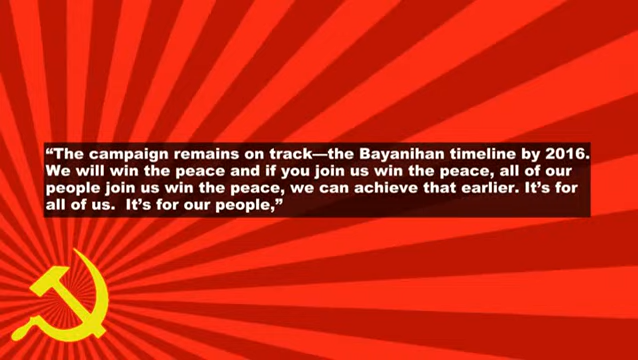 “The campaign remains on track—the Bayanihan timeline by 2016.
We will win the peace and if you join us win the peace, all of our
people join us win the peace, we can achieve that earlier. It’s for
all of us.  It’s for our people,”